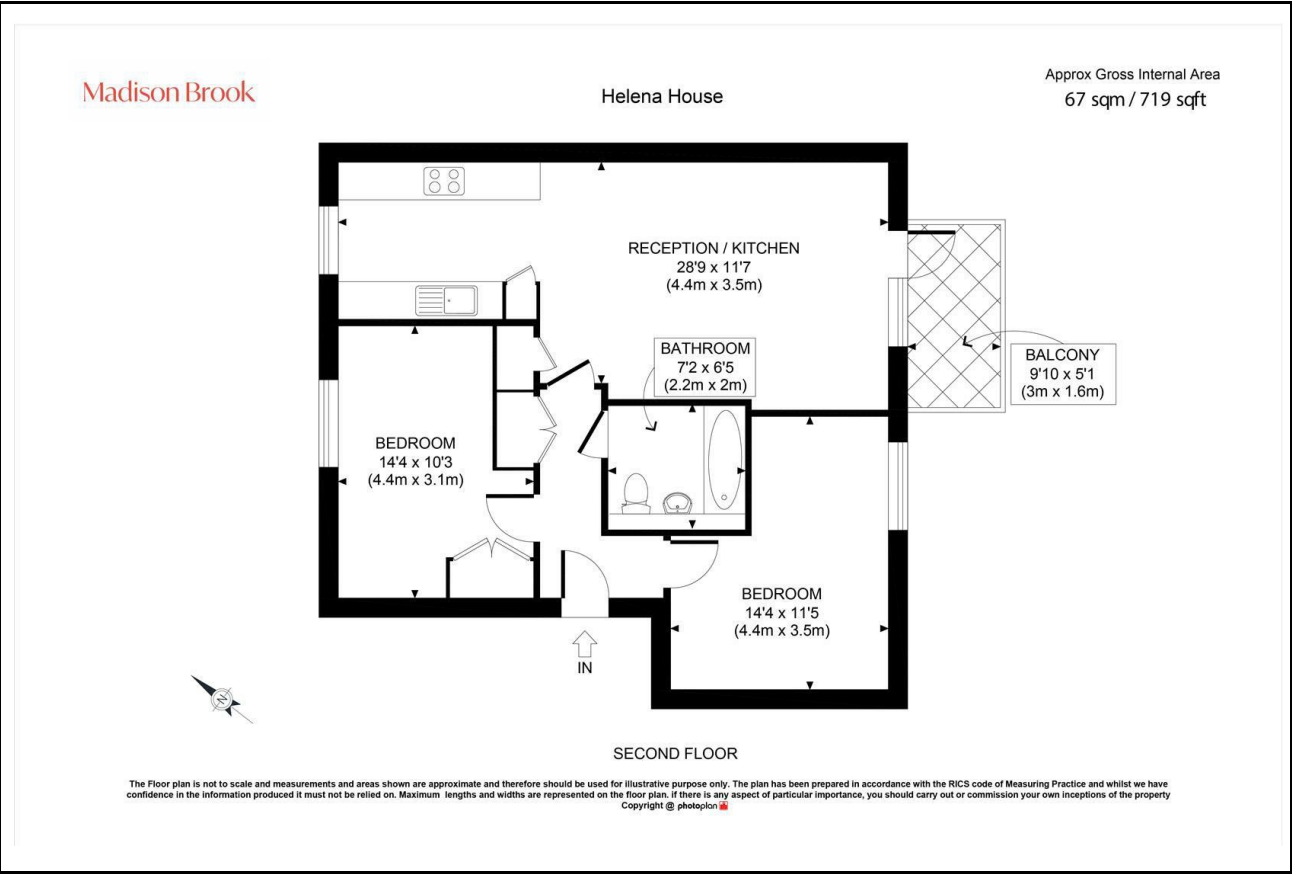 Madison Brook
Helena House
Approx Gross Internal Area
67 sqm / 719 sqft
RECEPTION / KITCHEN
28'9 x 11'7
(4.4m x 3.5m)
BATHROOM
7'2 x 6'5
(2.2m x 2m)
BALCONY
9'10 x 5'1
(3m x 1.6m)
BEDROOM
14'4 x 10'3
(4.4m x 3.1m)
BEDROOM
14'4 x 11'5
(4.4m x 3.5m)
IN
N
SECOND FLOOR
The Floor plan is not to scale and measurements and areas shown are approximate and therefore should be used for illustrative purpose only. The plan has been prepared in accordance with the RICS code of Measuring Practice and whilst we have
confidence in the information produced it must not be relied on. Maximum lengths and widths are represented on the floor plan. if there is any aspect of particular importance, you should carry out or commission your own inceptions of the property
Copyright @ photoplan